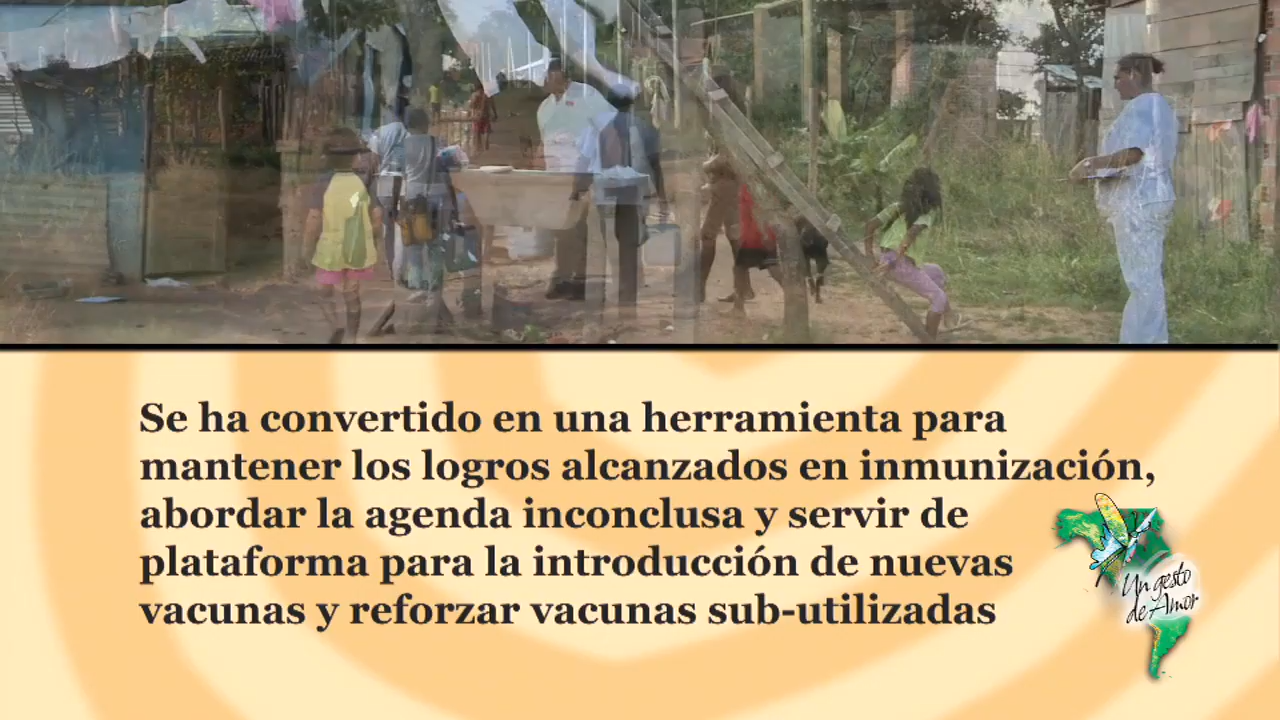 Se ha convertido en una herramienta para
mantener los logros alcanzados en inmunización,
abordar la agenda inconclusa y servir de
plataforma para la introducción de nuevas
vacunas y reforzar vacunas sub-utilizadas
Un gesto
de Amor